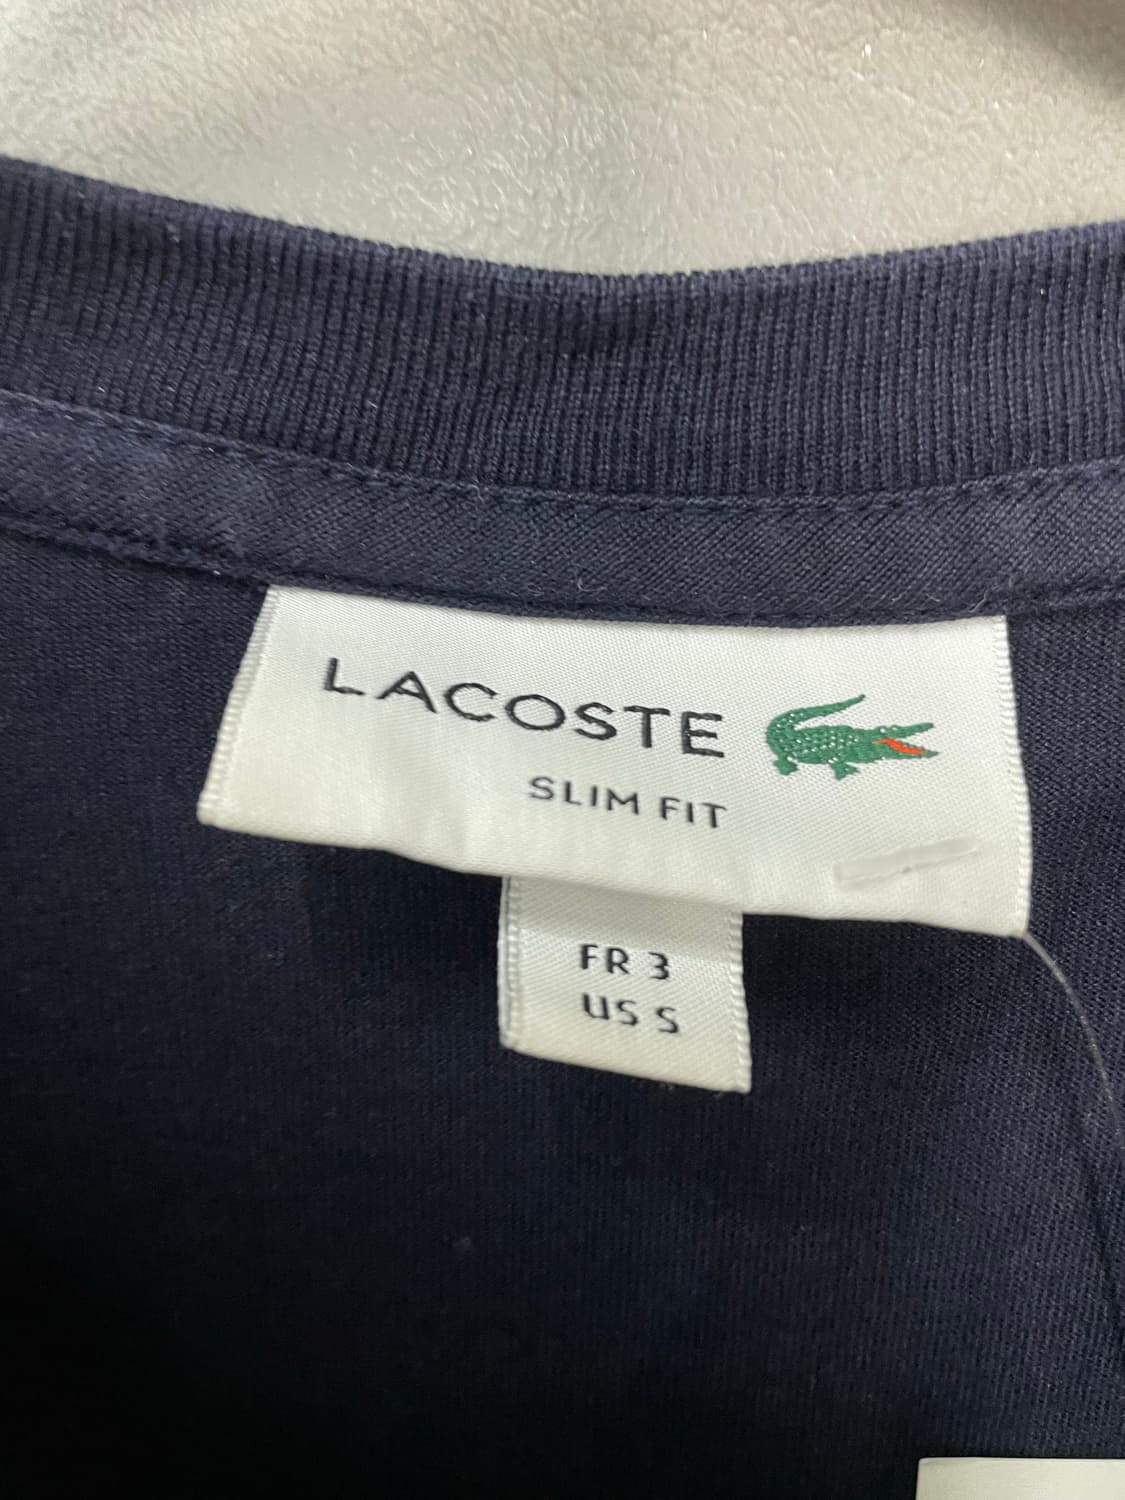 LACOSTE
SLIM FIT
FR 3
US S